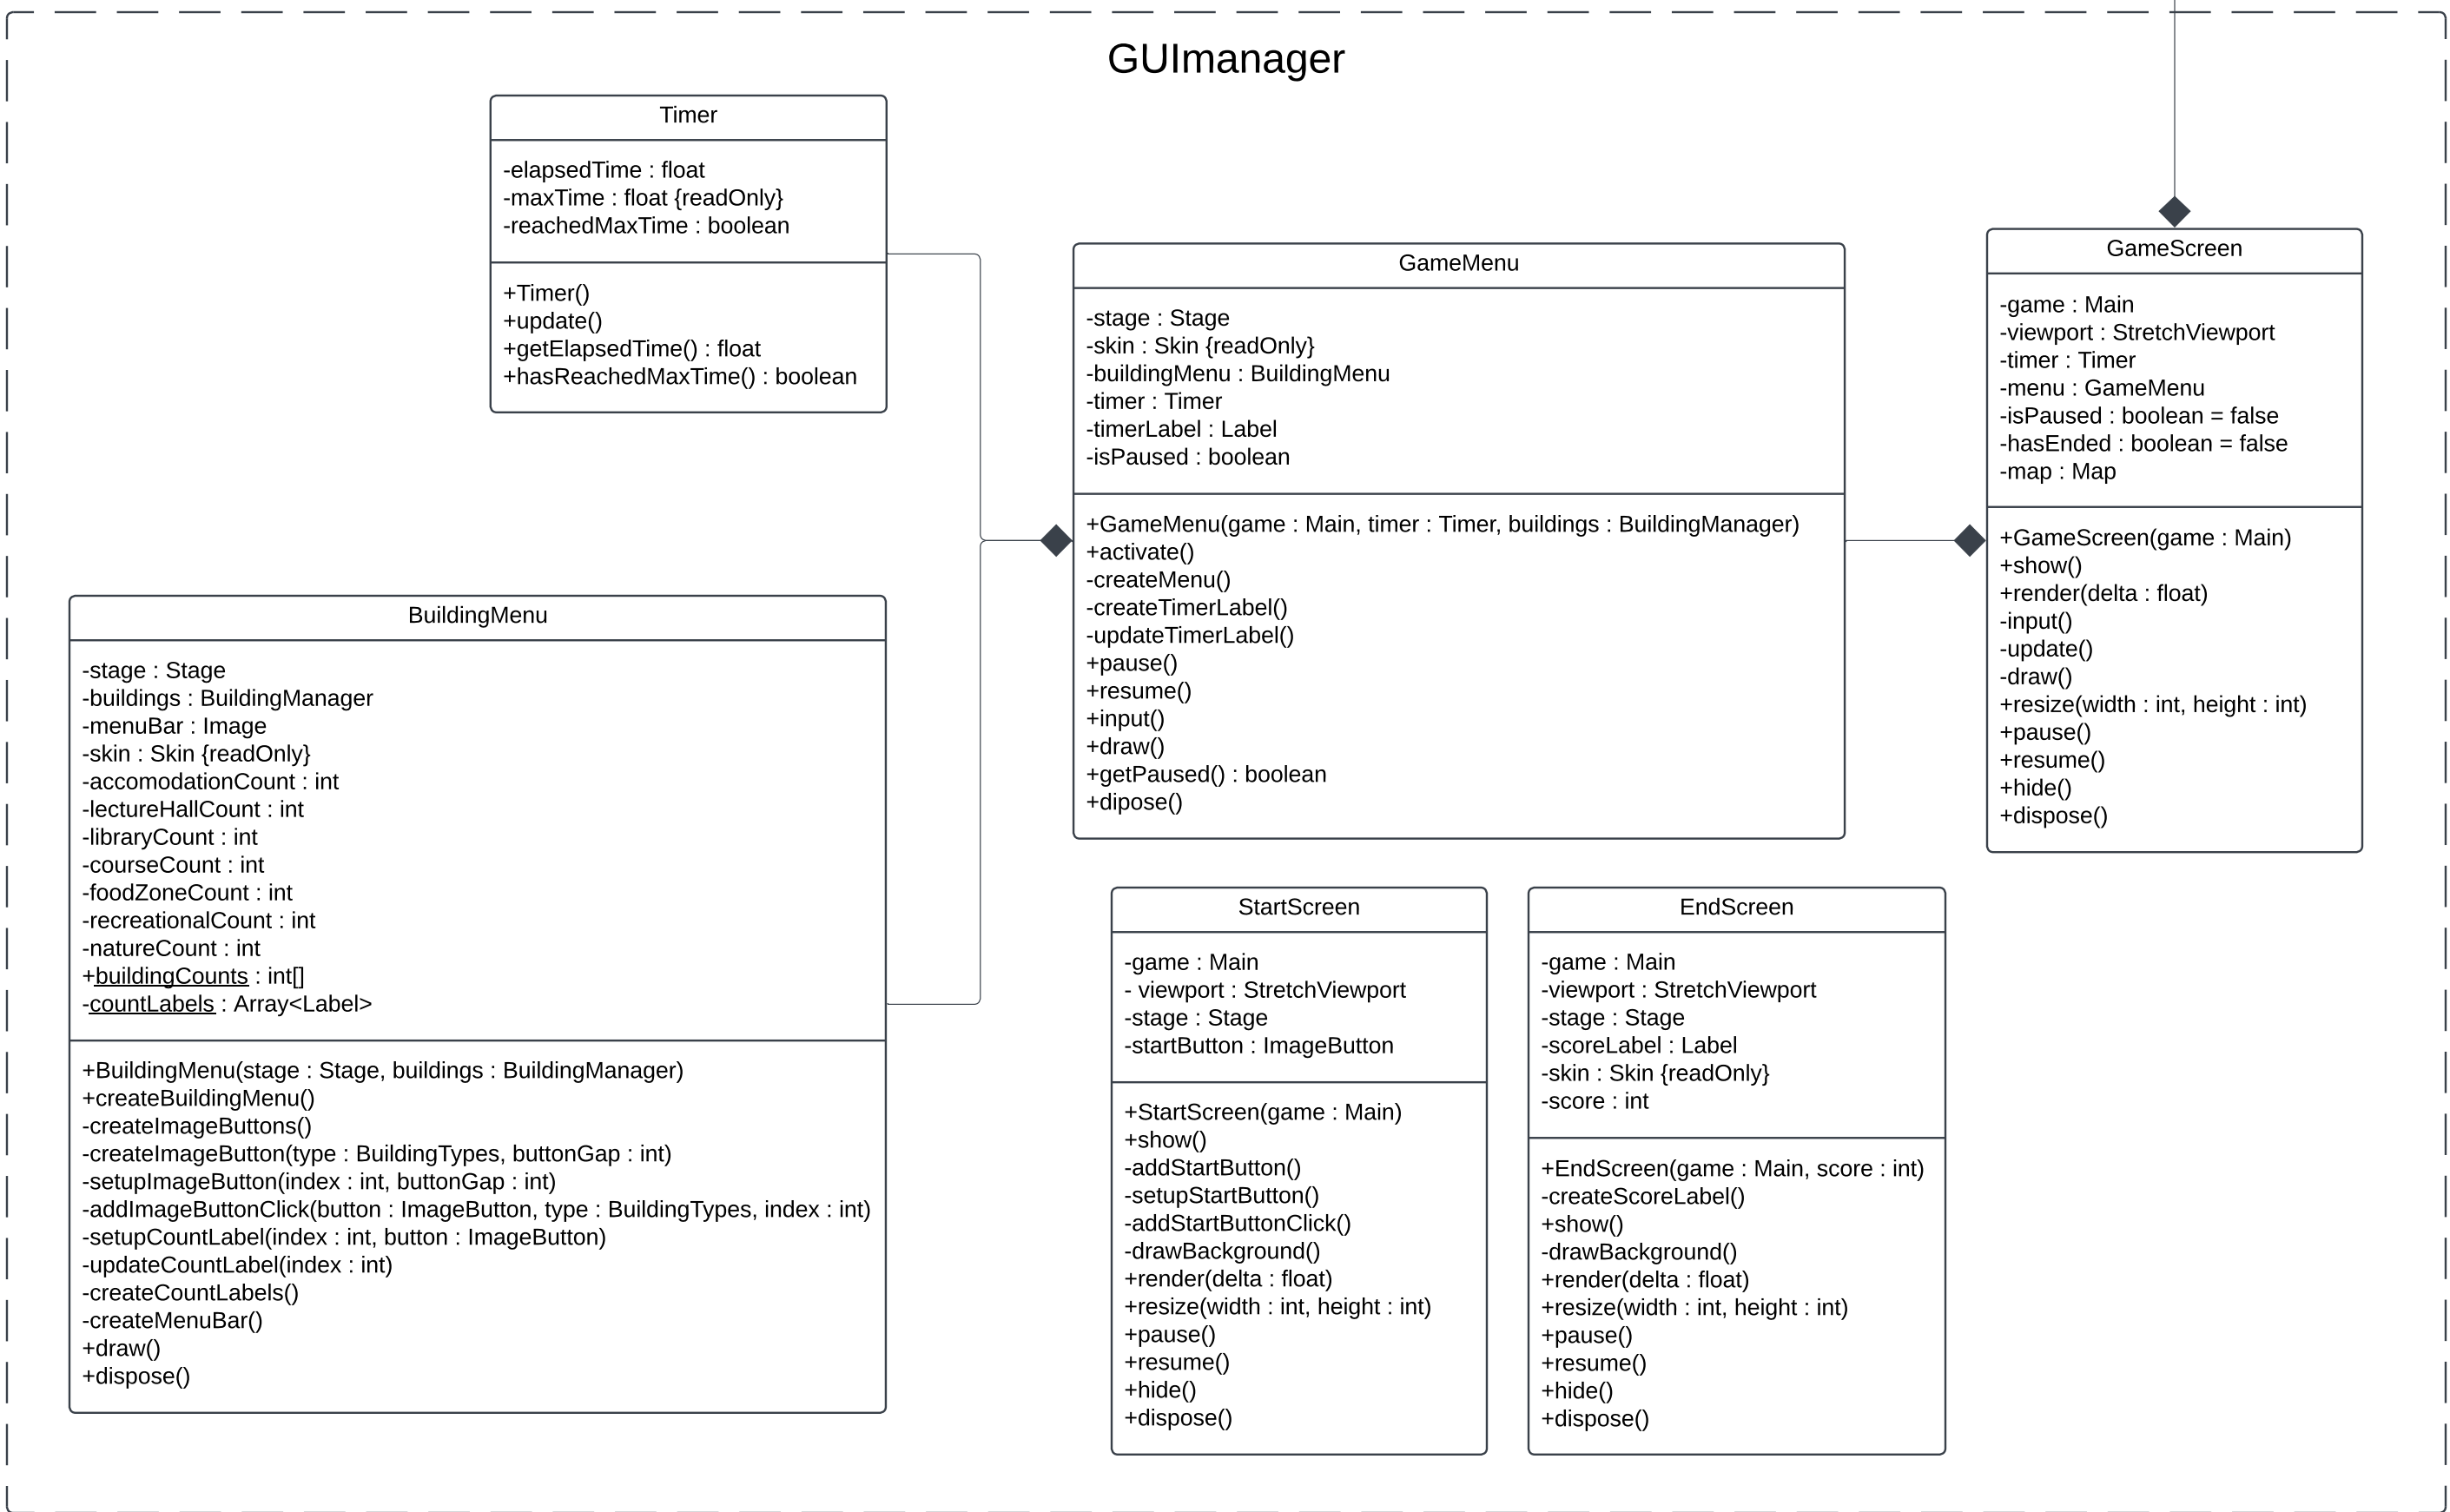 GUImanager
Timer
-elapsedTime : float
-maxTime : float {readOnly}
-reachedMaxTime : boolean
+Timer()
+update()
+getElapsedTime() : float
+hasReachedMaxTime() : boolean
BuildingMenu
-stage : Stage
-buildings : BuildingManager
-menuBar : Image
-skin : Skin {readOnly}
-accomodationCount : int
-lectureHallCount : int
-libraryCount : int
-courseCount : int
-foodZoneCount : int
-recreationalCount : int
-natureCount : int
+buildingCounts : int[]
-countLabels : Array<Label>
+BuildingMenu(stage : Stage, buildings : BuildingManager)
+createBuildingMenu()
-createImageButtons()
-createImageButton(type : BuildingTypes, buttonGap : int)
-setupImageButton(index : int, buttonGap : int)
-addImageButtonClick(button : ImageButton, type : BuildingTypes, index : int)
-setupCountLabel(index : int, button : ImageButton)
-updateCountLabel(index : int)
-createCountLabels()
-createMenuBar()
+draw()
+dispose()
GameMenu
-stage : Stage
-skin : Skin {readOnly}
-buildingMenu : BuildingMenu
-timer : Timer
-timerLabel : Label
-isPaused : boolean
+GameMenu(game : Main, timer : Timer, buildings : BuildingManager)
+activate()
-createMenu()
-createTimerLabel()
-updateTimerLabel()
+pause()
+resume()
+input()
+draw()
+getPaused() : boolean
+dipose()
GameScreen
-game : Main
-viewport : StretchViewport
-timer : Timer
-menu : GameMenu
-isPaused : boolean = false
-hasEnded : boolean = false
-map : Map
+GameScreen(game : Main)
+show()
+render(delta : float)
-input()
-update()
-draw()
+resize(width : int, height : int)
+pause()
+resume()
+hide()
+dispose()
StartScreen
-game : Main
- viewport : StretchViewport
-stage : Stage
-startButton : ImageButton
+StartScreen(game : Main)
+show()
-addStartButton()
-setupStartButton()
-addStartButtonClick()
-drawBackground()
+render(delta : float)
+resize(width : int, height : int)
+pause()
+resume()
+hide()
+dispose()
EndScreen
-game : Main
-viewport : StretchViewport
-stage : Stage
-scoreLabel : Label
-skin : Skin {readOnly}
-score : int
+EndScreen(game : Main, score : int)
-createScoreLabel()
+show()
-drawBackground()
+render(delta : float)
+resize(width : int, height : int)
+pause()
+resume()
+hide()
+dispose()